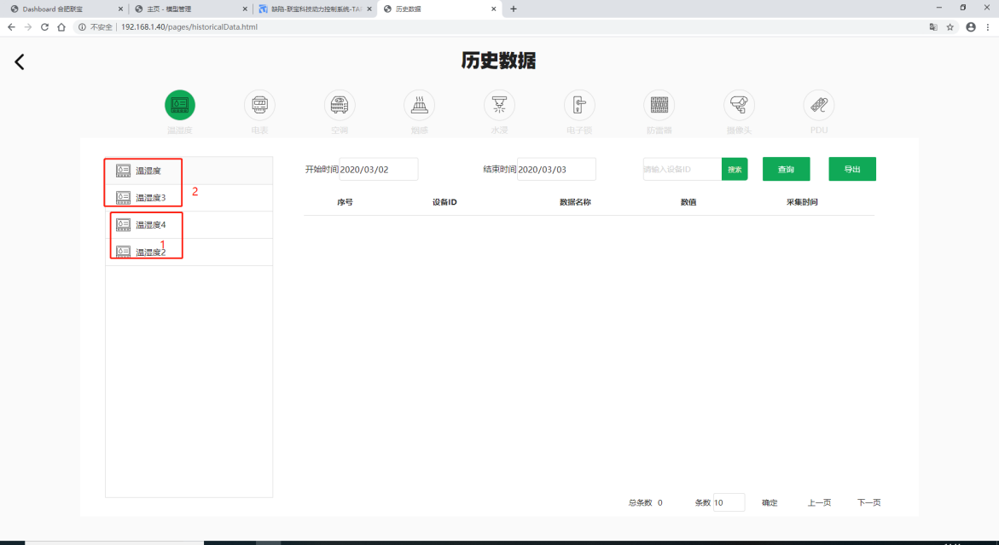 Dashboard 合肥联宝
主页 - 模型管理
缺陷-联宝科技动力控制系统-TA
历史数据
不安全 | 192.168.1.40/pages/historicalData.html
历史数据
温湿度 电表 空调 烟感 水浸 电子锁 防雷器 摄像头 PDU
温湿度
温湿度3
2
温湿度4
温湿度2
1
开始时间 2020/03/02 结束时间 2020/03/03 请输入设备ID 搜索 查询 导出
序号 设备ID 数据名称 数值 采集时间
总条数 0 条数 10 确定 上一页 下一页